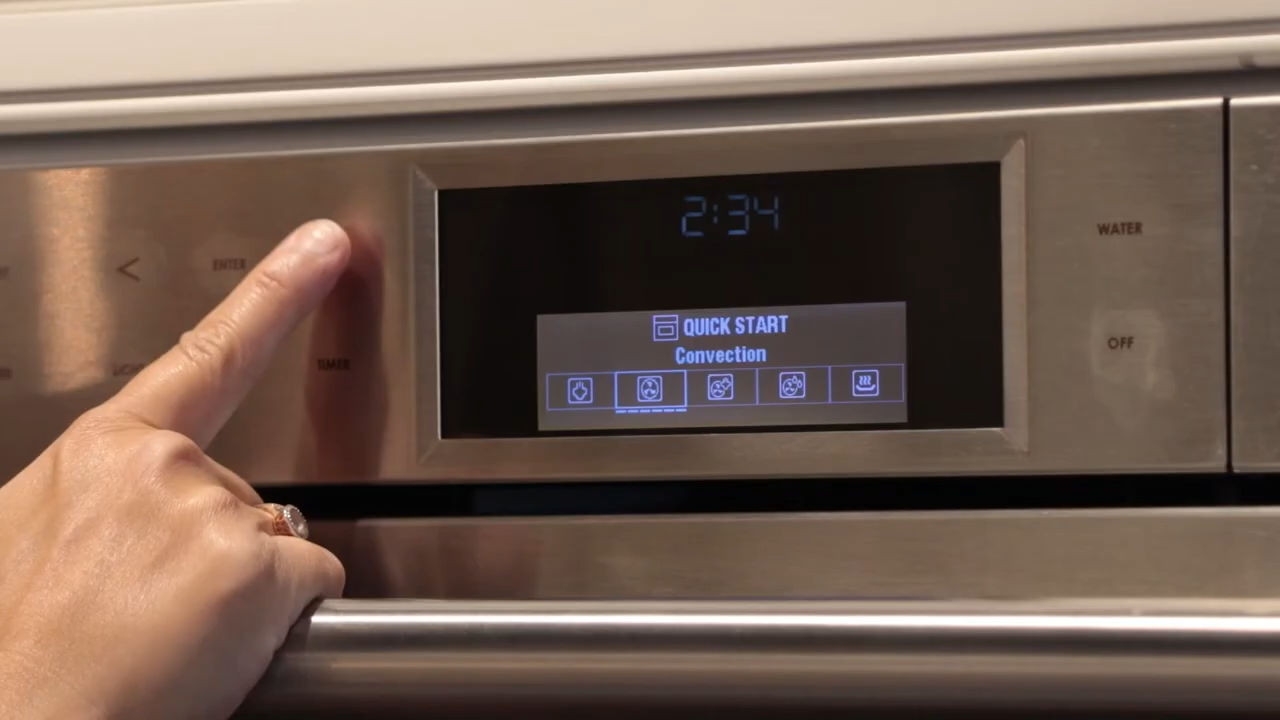 2:34
QUICK START
Convection
< ENTER
TIMER
WATER
OFF